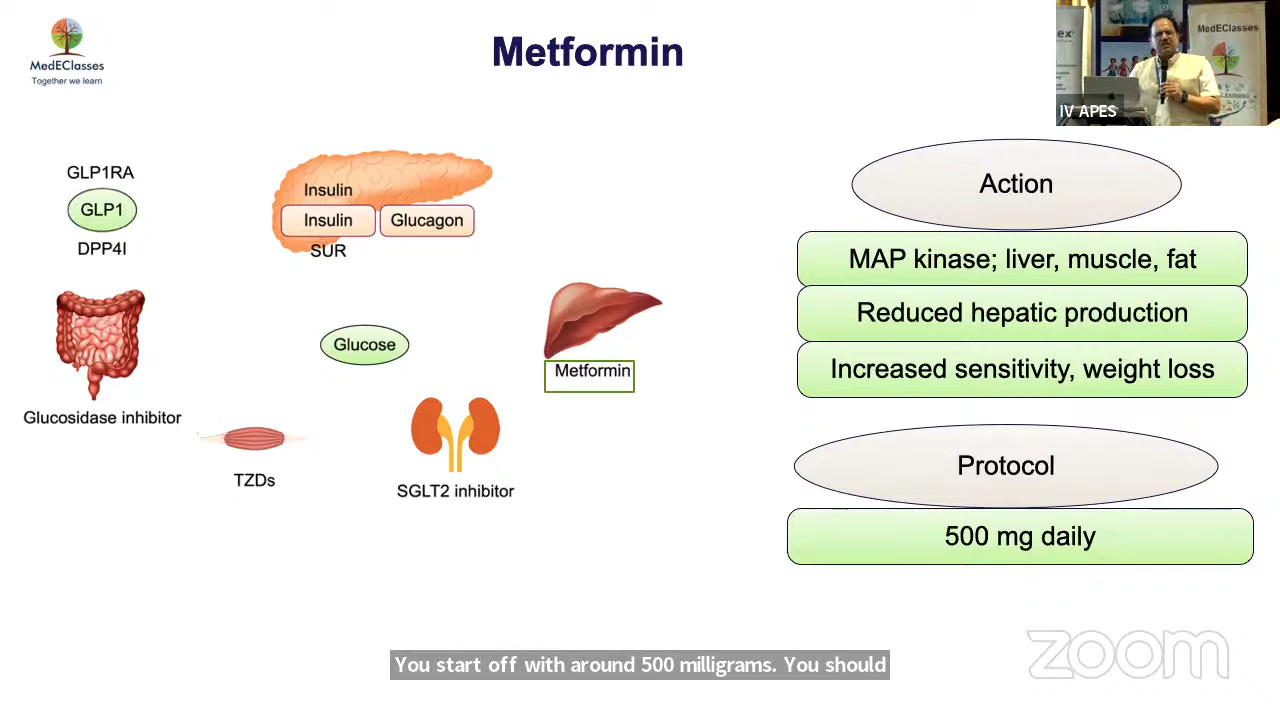 MedEClasses
Together we learn
Metformin
MedEClasses
IV APES
GLP1RA
GLP1
DPP4I
Insulin
Insulin
Glucagon
SUR
Glucosidase inhibitor
Glucose
Metformin
TZDs
SGLT2 inhibitor
Action
MAP kinase; liver, muscle, fat
Reduced hepatic production
Increased sensitivity, weight loss
Protocol
500 mg daily
You start off with around 500 milligrams. You should
zoom